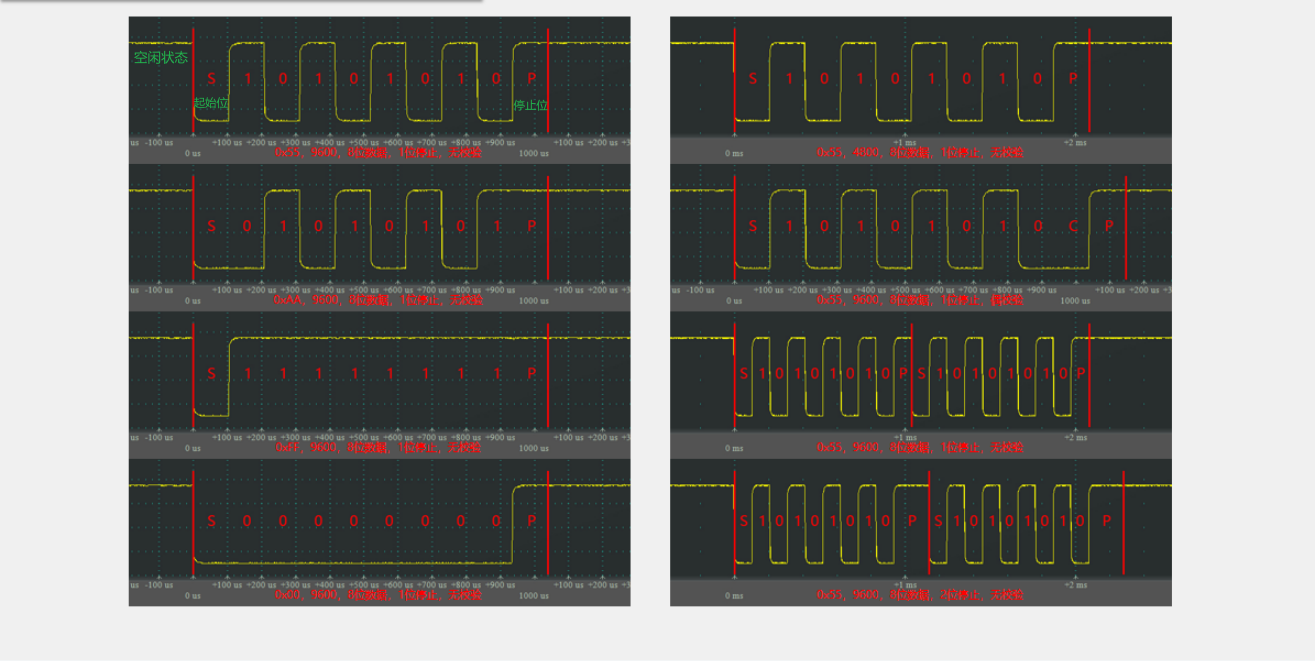 空闲状态
S 1 0 1 0 1 0 1 0 P
起始位
停止位
us -100 us +100 us +200 us +300 us +400 us +500 us +600 us +700 us +800 us +900 us +100 us +200 us +3
0 us 1000 us
0x55，9600，8位数据，1位停止，无校验
S 0 1 0 1 0 1 0 1 P
us -100 us +100 us +200 us +300 us +400 us +500 us +600 us +700 us +800 us +900 us +100 us +200 us +3
0 us 1000 us
0xAA，9600，8位数据，1位停止，无校验
S 1 1 1 1 1 1 1 1 P
us -100 us +100 us +200 us +300 us +400 us +500 us +600 us +700 us +800 us +900 us +100 us +200 us +3
0 us 1000 us
9600，8位数据，1位停止，无校验
S 0 0 0 0 0 0 0 0 P
us -100 us +100 us +200 us +300 us +400 us +500 us +600 us +700 us +800 us +900 us +100 us +200 us +3
0 us 1000 us
0x00，9600，8位数据，1位停止，无校验
S 1 0 1 0 1 0 1 0 P
+1 ms +2 ms
0 ms
0x55，4800，8位数据，1位停止，无校验
S 1 0 1 0 1 0 1 0 C P
us -100 us +100 us +200 us +300 us +400 us +500 us +600 us +700 us +800 us +900 us +100 us +200 us +3
0 us 1000 us
0x55，9600，8位数据，1位停止，偶校验
S 1 0 1 0 1 0 1 0 P S 1 0 1 0 1 0 1 0 P
+1 ms +2 ms
0 ms
0x55，9600，8位数据，1位停止，无校验
S 1 0 1 0 1 0 1 0 P S 1 0 1 0 1 0 1 0 P
+1 ms +2 ms
0 ms
0x55，9600，8位数据，2位停止，无校验